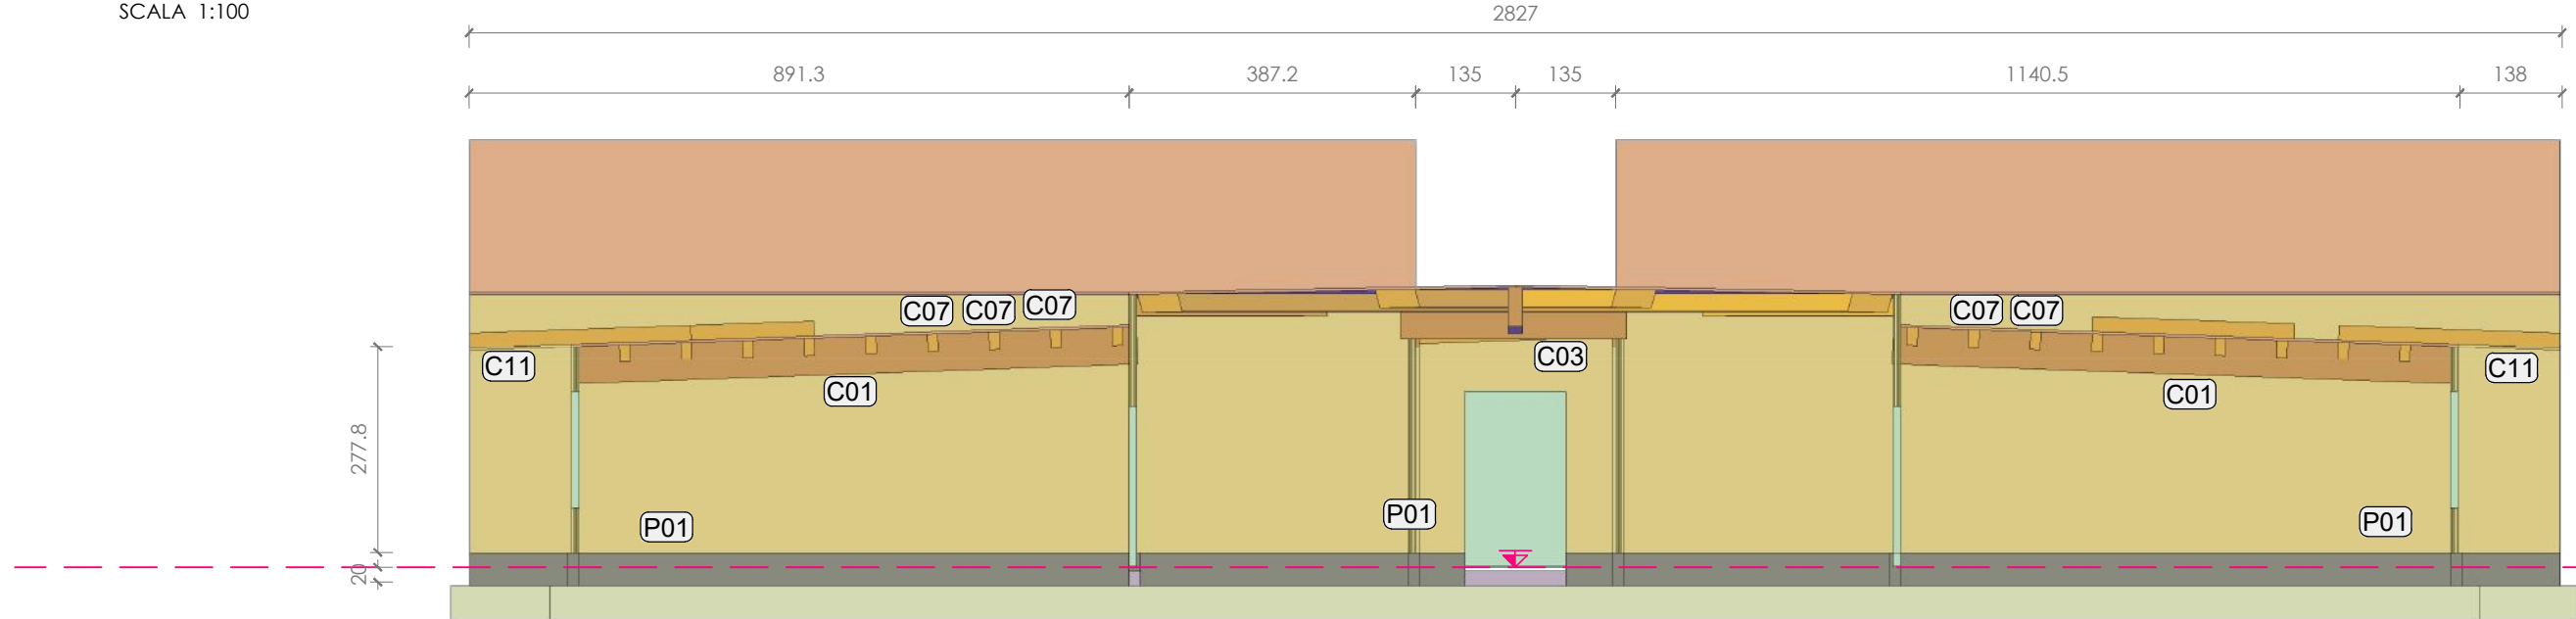 SCALA 1:100
2827
891.3 387.2 135 135 1140.5 138
C07 C07 C07 C07 C07
C11 C03 C11
C01 C01
277.8
P01 P01 P01
20